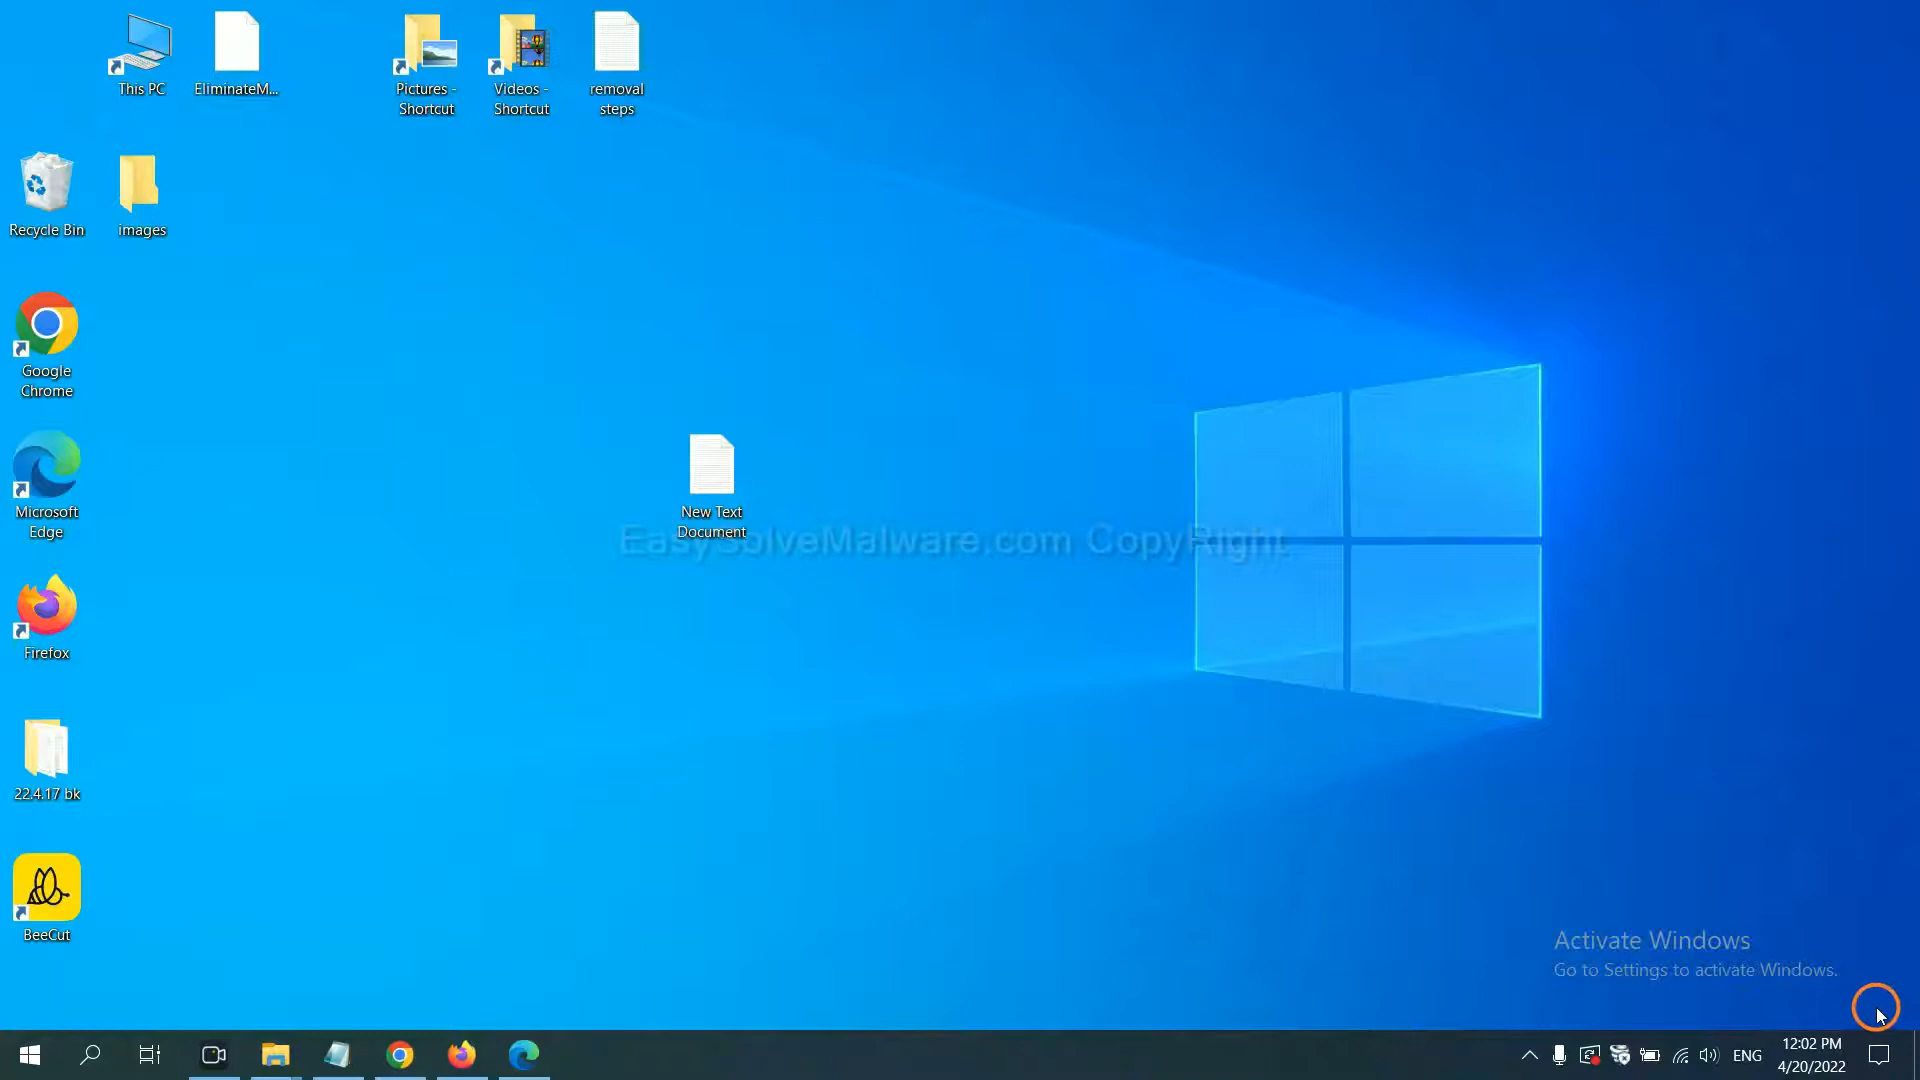 This PC
EliminateM...
Pictures -
Shortcut
Videos -
Shortcut
removal
steps
Recycle Bin
images
Google
Chrome
Microsoft
Edge
New Text
Document
EasySolveMalware.com CopyRight
Firefox
22.4.17 bk
BeeCut
Activate Windows
Go to Settings to activate Windows.
ENG
12:02 PM
4/20/2022